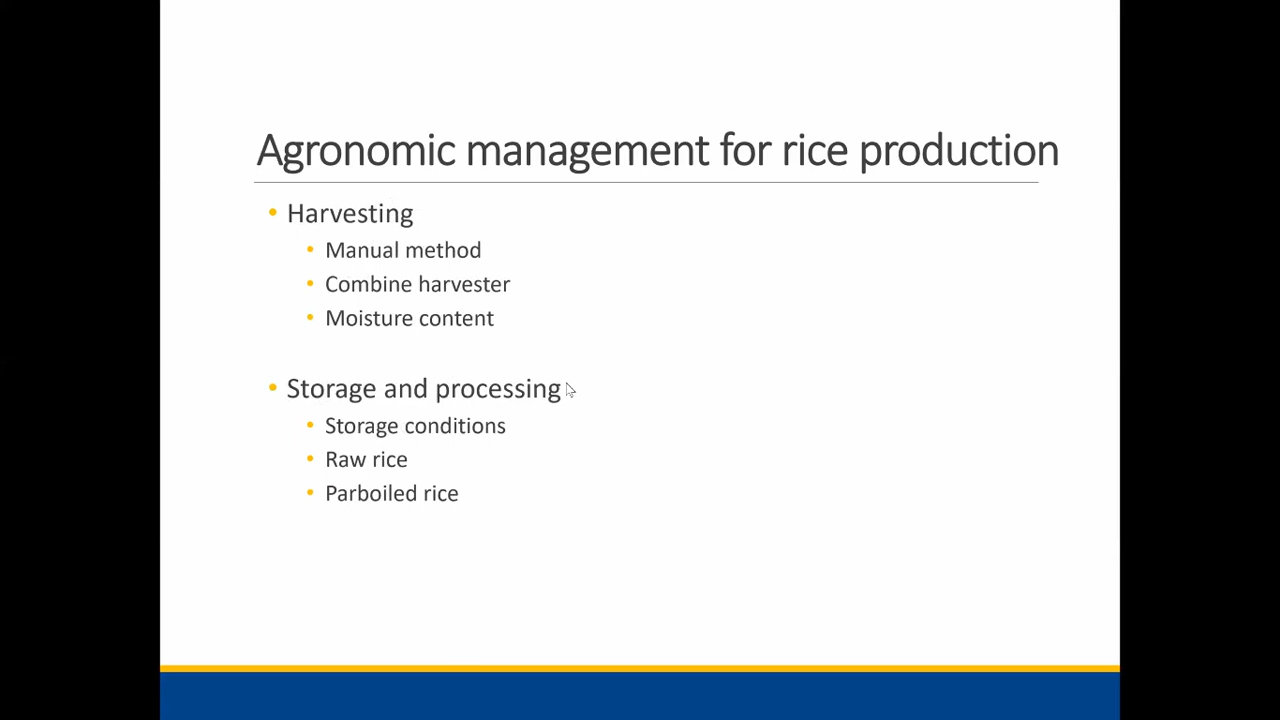 Agronomic management for rice production
• Harvesting
• Manual method
• Combine harvester
• Moisture content
• Storage and processing
• Storage conditions
• Raw rice
• Parboiled rice